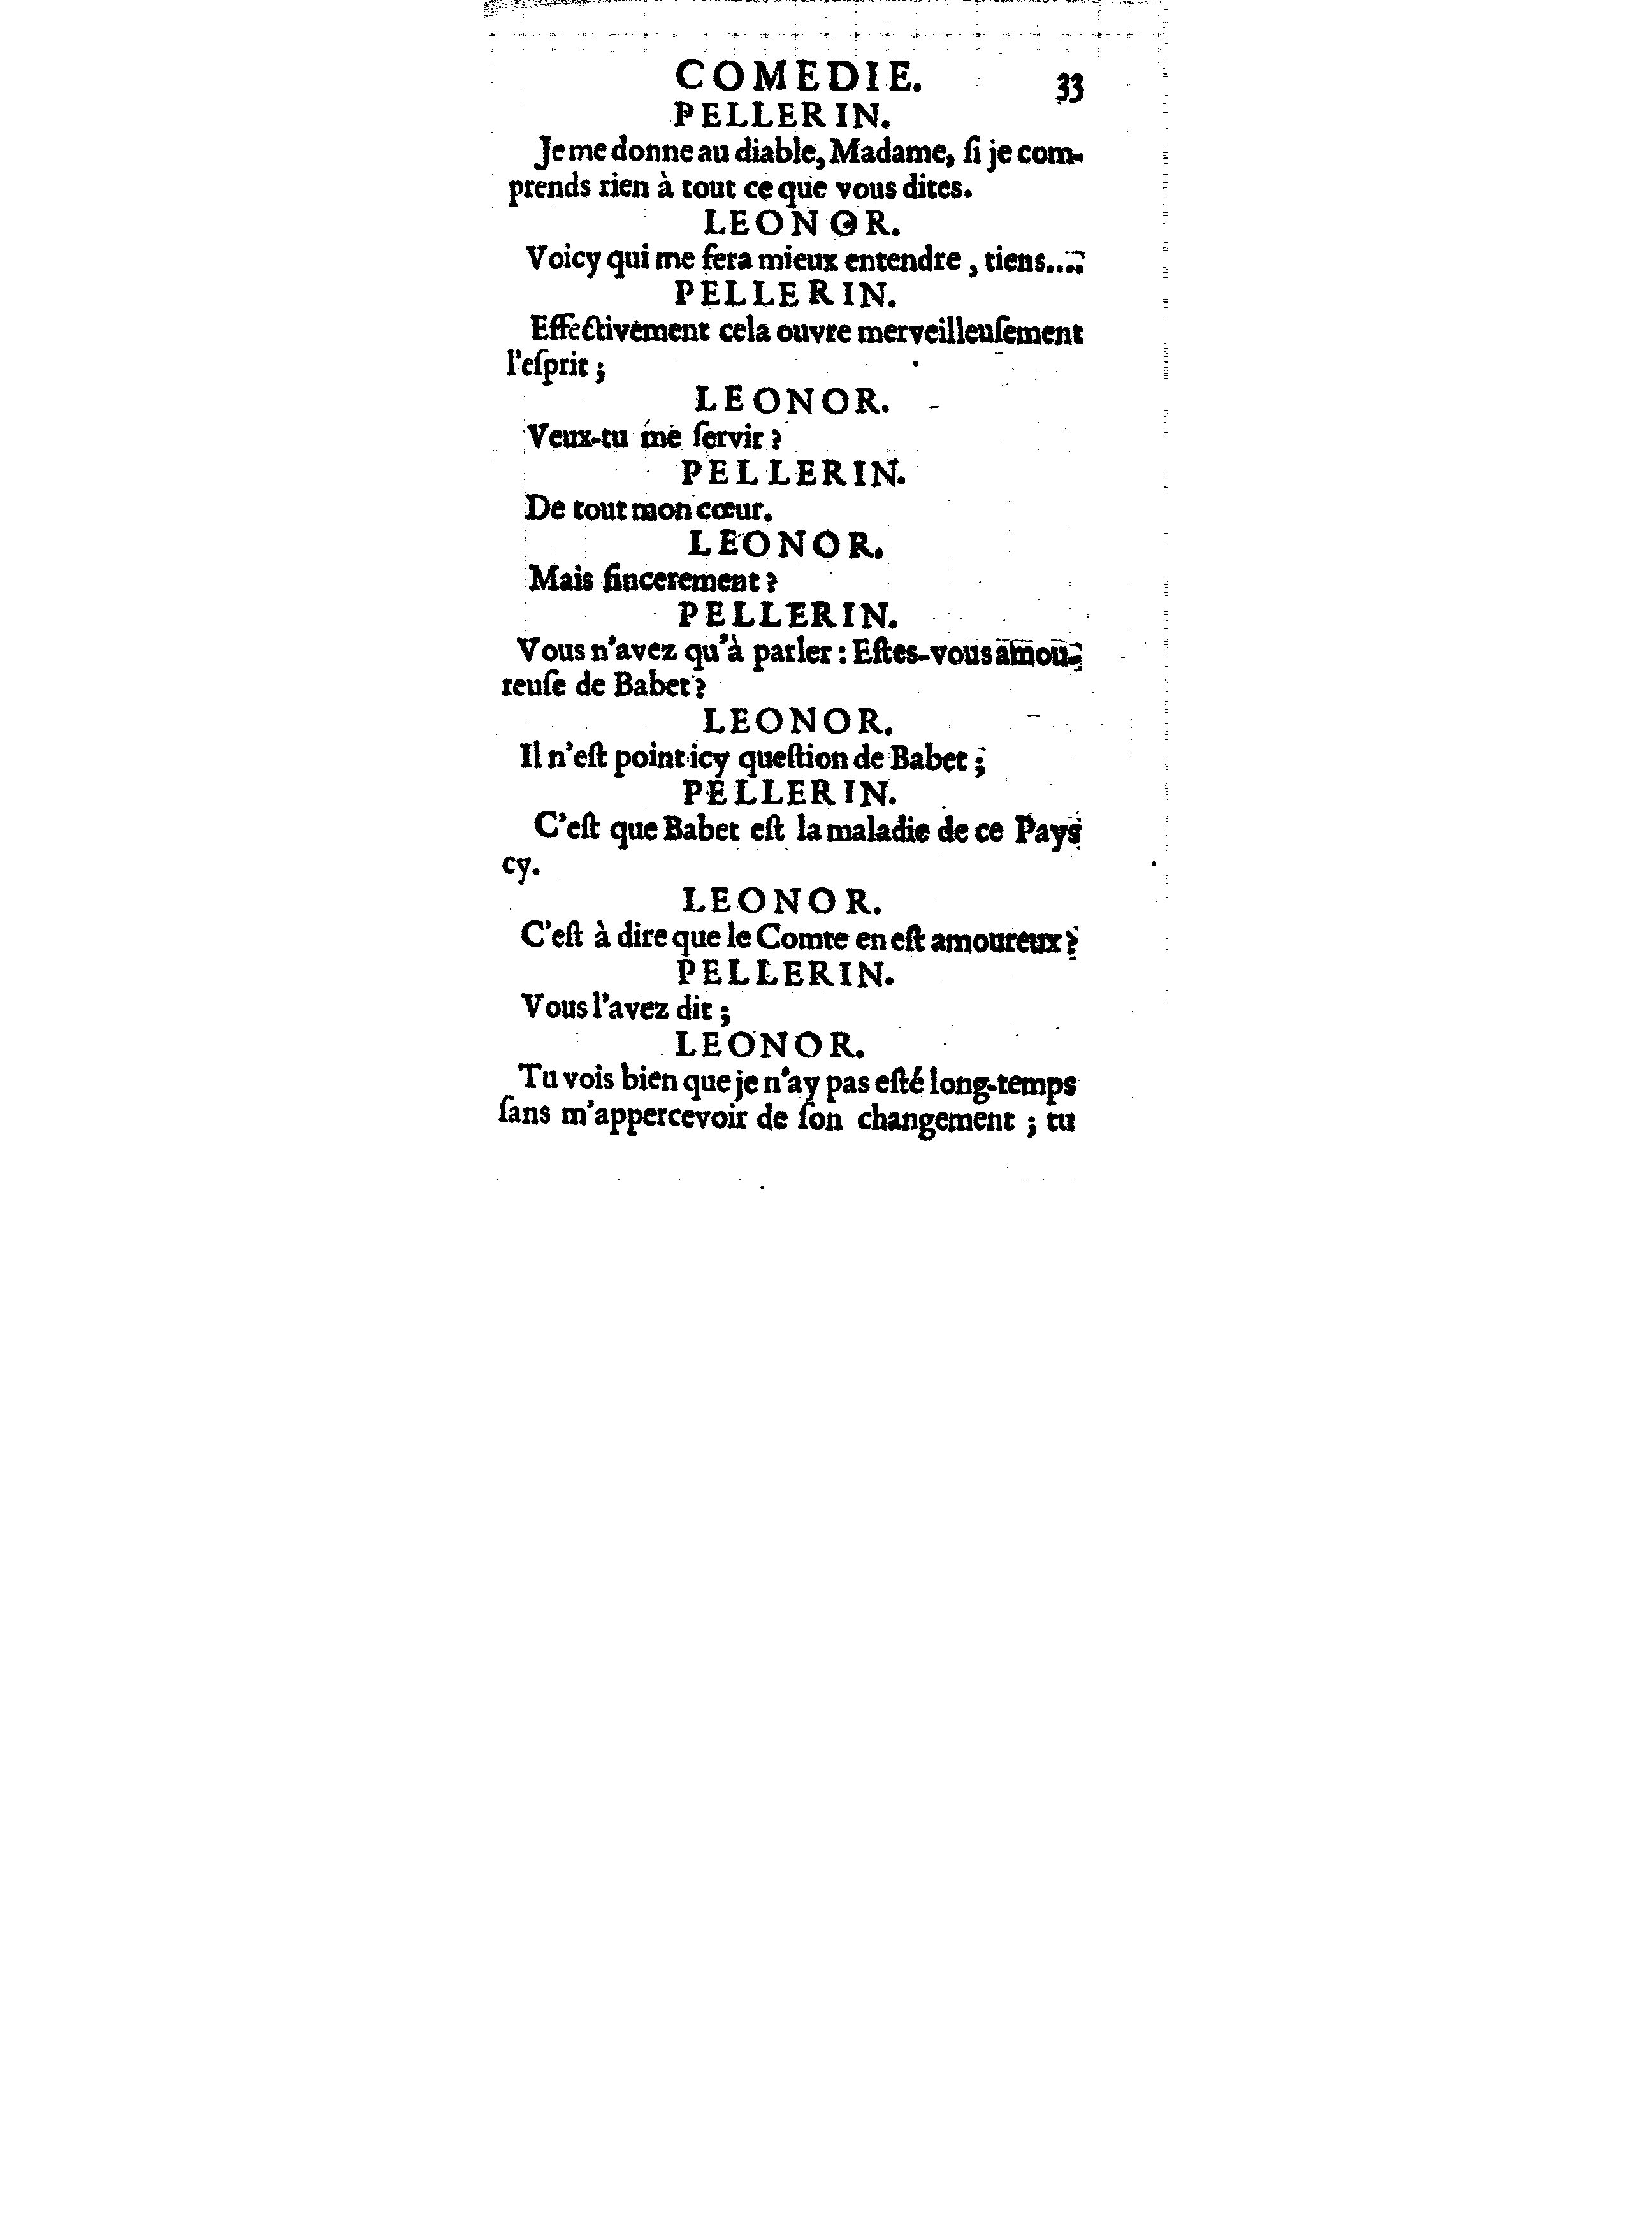 COMEDIE. 33
PELLERIN.
Je me donne au diable, Madame, ſi je com-
prends rien à tout ce que vous dites.
LEONOR.
Voicy qui me fera mieux entendre, tiens....
PELLERIN.
Effectivement cela ouvre merveilleuſement
l'eſprit ;
LEONOR.
Veux-tu me ſervir ?
PELLERIN.
De tout mon cœur.
LEONOR.
Mais ſincerement ?
PELLERIN.
Vous n'avez qu'à parler : Eſtes-vous amou-
reuſe de Babet ?
LEONOR.
Il n'eſt point icy queſtion de Babet ;
PELLERIN.
C'eſt que Babet eſt la maladie de ce Pays
cy.
LEONOR.
C'eſt à dire que le Comte en eſt amoureux ?
PELLERIN.
Vous l'avez dit ;
LEONOR.
Tu vois bien que je n'ay pas eſté long-temps
ſans m'appercevoir de ſon changement ; tu